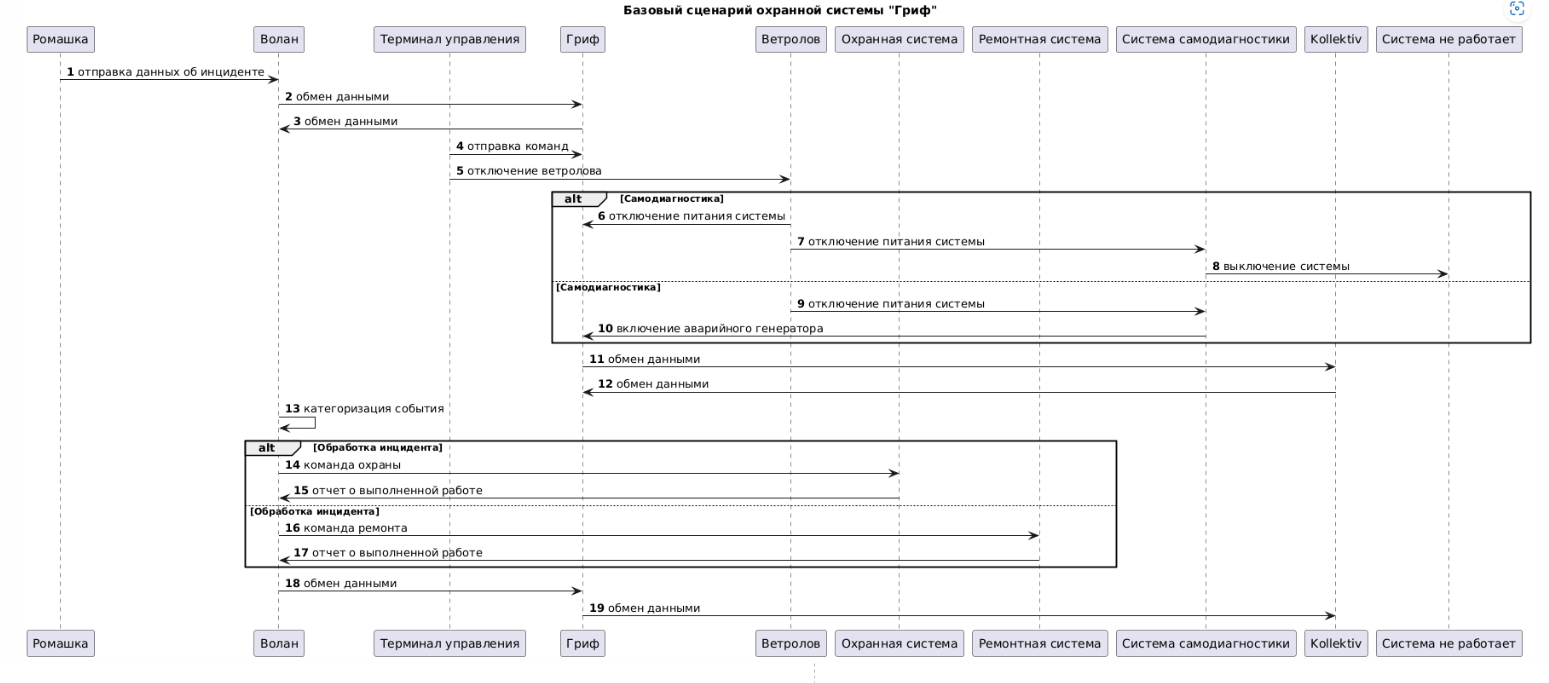 Базовый сценарий охранной системы "Гриф"
Ромашка Волан Терминал управления Гриф Ветролов Охранная система Ремонтная система Система самодиагностики Kollektiv Система не работает
1 отправка данных об инциденте
2 обмен данными
3 обмен данными
4 отправка команд
5 отключение ветролова
alt [Самодиагностика]
6 отключение питания системы
7 отключение питания системы
8 выключение системы
[Самодиагностика]
9 отключение питания системы
10 включение аварийного генератора
11 обмен данными
12 обмен данными
13 категоризация события
alt [Обработка инцидента]
14 команда охраны
15 отчет о выполненной работе
[Обработка инцидента]
16 команда ремонта
17 отчет о выполненной работе
18 обмен данными
19 обмен данными
Ромашка Волан Терминал управления Гриф Ветролов Охранная система Ремонтная система Система самодиагностики Kollektiv Система не работает